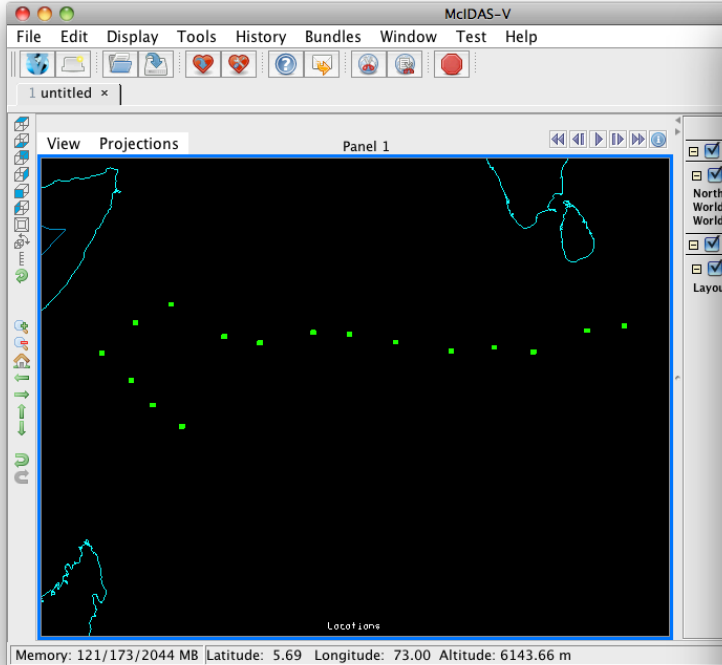 McIDAS-V
File Edit Display Tools History Bundles Window Test Help
1 untitled ×
View Projections Panel 1
North
World
World
Layou
Locations
Memory: 121/173/2044 MB Latitude: 5.69 Longitude: 73.00 Altitude: 6143.66 m